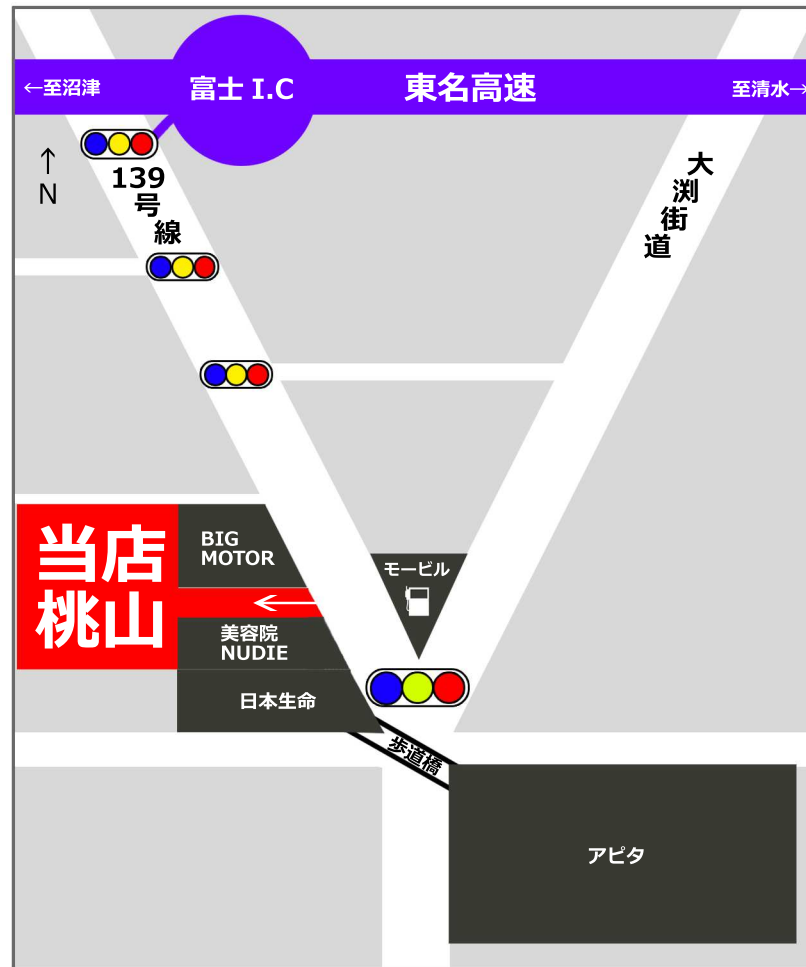 ←至沼津
富士 I.C
東名高速
至清水→
↑
N
139
号
線
大
渕
街
道
当店
桃山
BIG
MOTOR
←
美容院
NUDIE
日本生命
モービル
歩道橋
アピタ